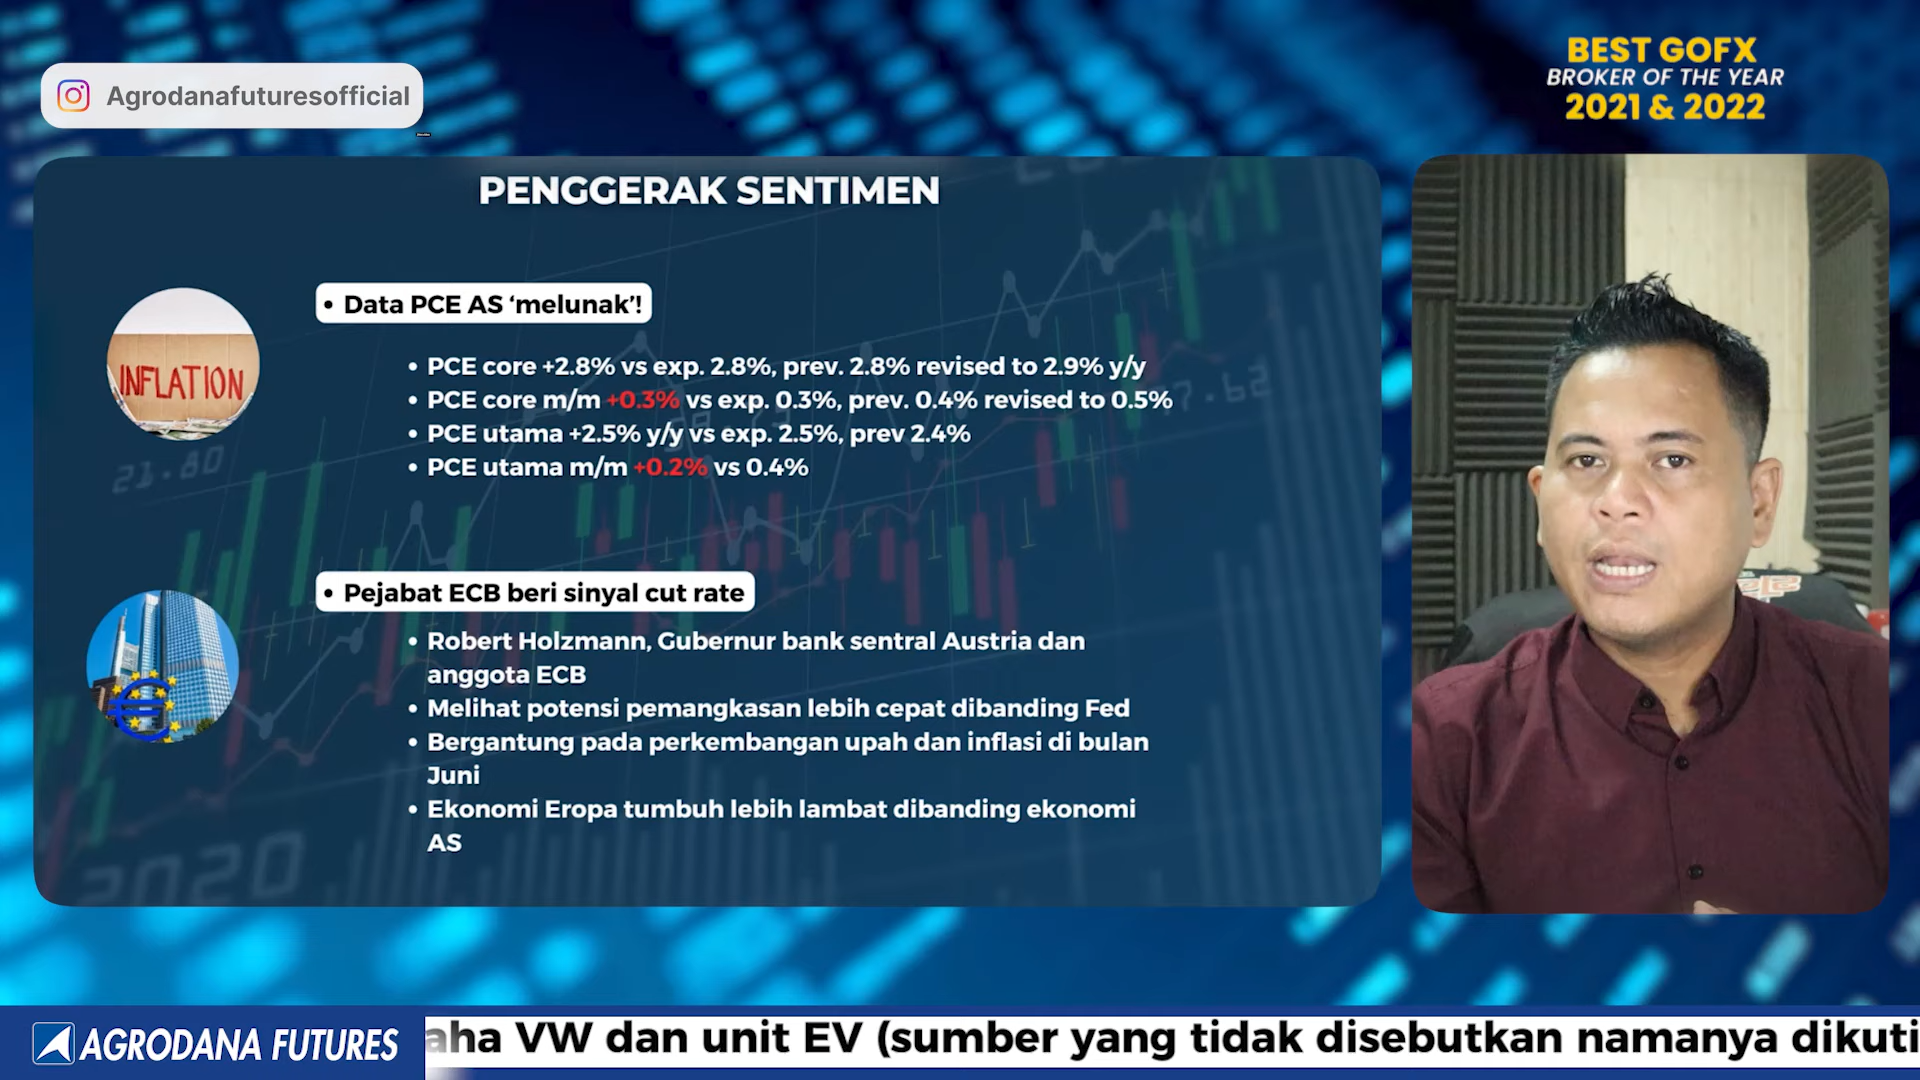 Agrodanafuturesofficial
BEST GOFX
BROKER OF THE YEAR
2021 & 2022
PENGGERAK SENTIMEN
INFLATION
• Data PCE AS ‘melunak’!
• PCE core +2.8% vs exp. 2.8%, prev. 2.8% revised to 2.9% y/y
• PCE core m/m +0.3% vs exp. 0.3%, prev. 0.4% revised to 0.5%
• PCE utama +2.5% y/y vs exp. 2.5%, prev 2.4%
• PCE utama m/m +0.2% vs 0.4%
21.80
7.62
• Pejabat ECB beri sinyal cut rate
• Robert Holzmann, Gubernur bank sentral Austria dan
anggota ECB
• Melihat potensi pemangkasan lebih cepat dibanding Fed
• Bergantung pada perkembangan upah dan inflasi di bulan
Juni
• Ekonomi Eropa tumbuh lebih lambat dibanding ekonomi
AS
2020
AGRODANA FUTURES
aha VW dan unit EV (sumber yang tidak disebutkan namanya dikuti